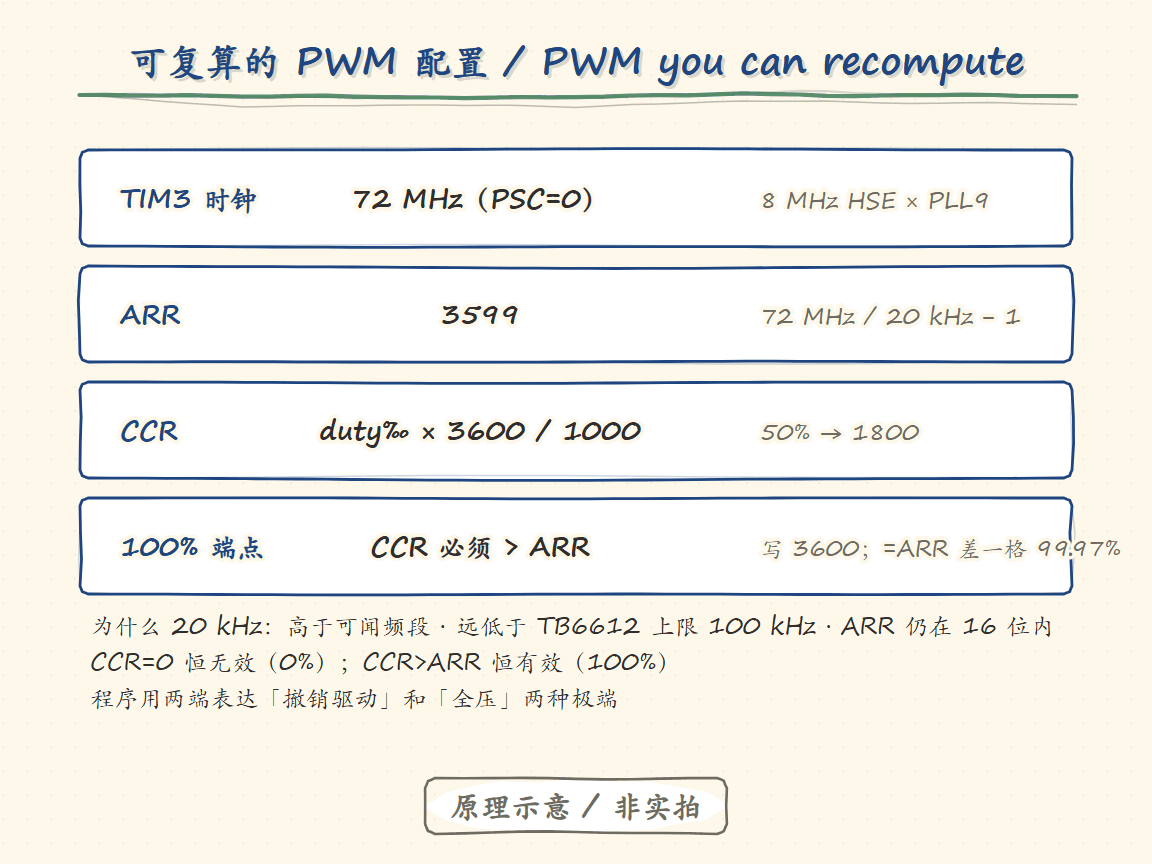 可复算的 PWM 配置 / PWM you can recompute
TIM3 时钟 72 MHz (PSC=0) 8 MHz HSE × PLL9
ARR 3599 72 MHz / 20 kHz - 1
CCR duty‰ × 3600 / 1000 50% → 1800
100% 端点 CCR 必须 > ARR 写 3600; =ARR 差一格 99.97%
为什么 20 kHz: 高于可闻频段 · 远低于 TB6612 上限 100 kHz · ARR 仍在 16 位内
CCR=0 恒无效（0%）; CCR>ARR 恒有效（100%）
程序用两端表达「撤销驱动」和「全压」两种极端
原理示意 / 非实拍